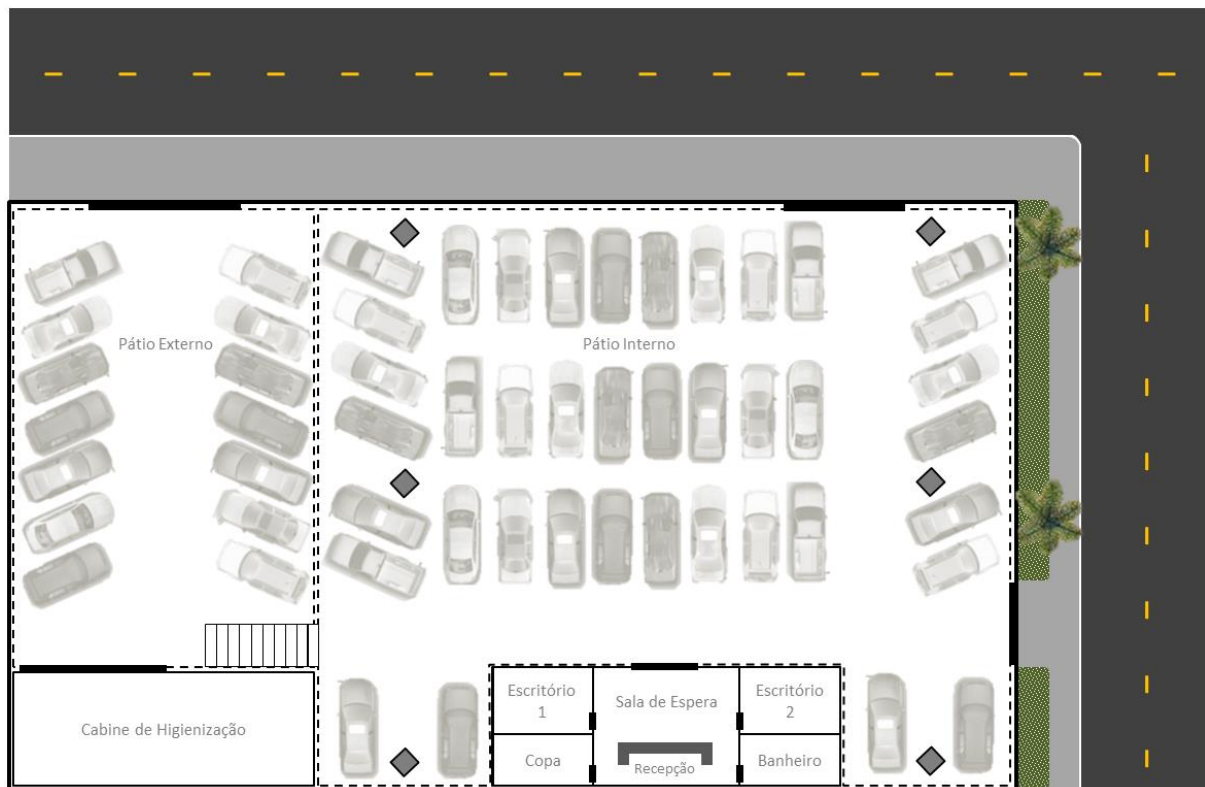 Pátio Externo
Pátio Interno
Escritório
1
Sala de Espera
Escritório
2
Cabine de Higienização
Copa
Recepção
Banheiro